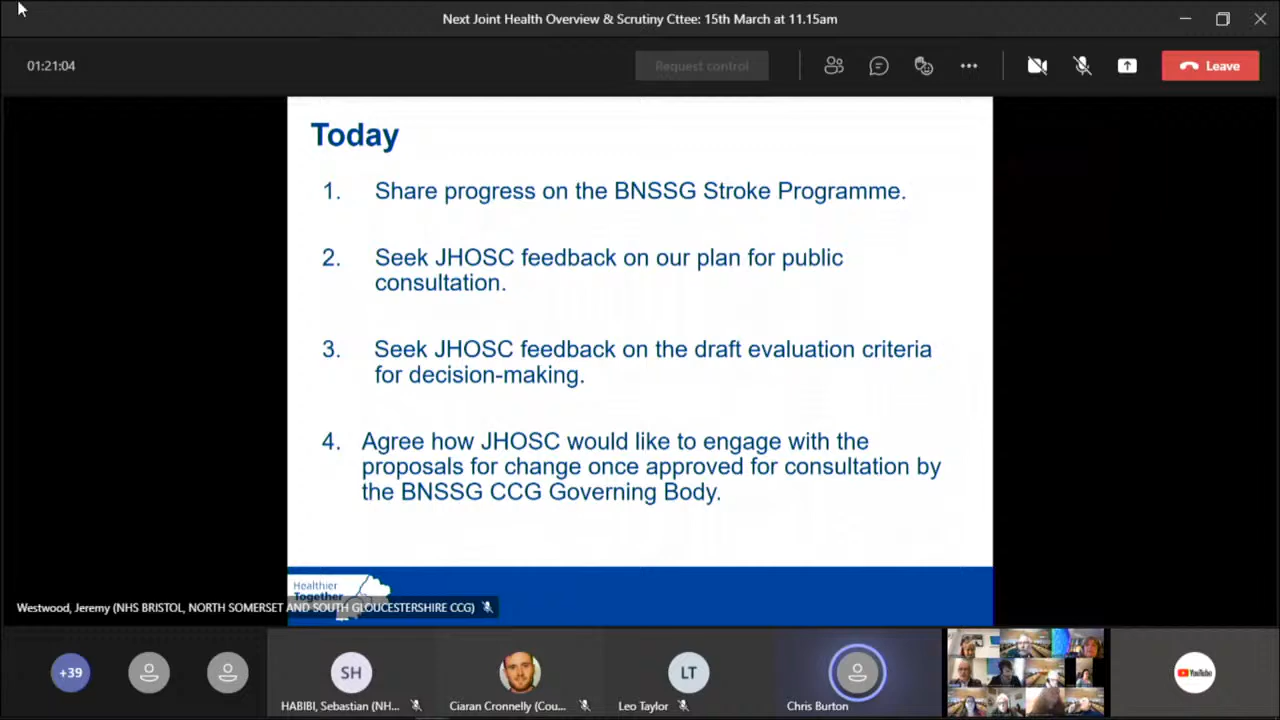 Next Joint Health Overview & Scrutiny Cttee: 15th March at 11.15am
01:21:04
Request control
Leave
Today
1. Share progress on the BNSSG Stroke Programme.
2. Seek JHOSC feedback on our plan for public
consultation.
3. Seek JHOSC feedback on the draft evaluation criteria
for decision-making.
4. Agree how JHOSC would like to engage with the
proposals for change once approved for consultation by
the BNSSG CCG Governing Body.
Healthier
Together
Westwood, Jeremy (NHS BRISTOL, NORTH SOMERSET AND SOUTH GLOUCESTERSHIRE CCG)
+39
SH
LT
YouTube
HABIBI, Sebastian (NH...
Ciaran Cronnelly (Cou...
Leo Taylor
Chris Burton